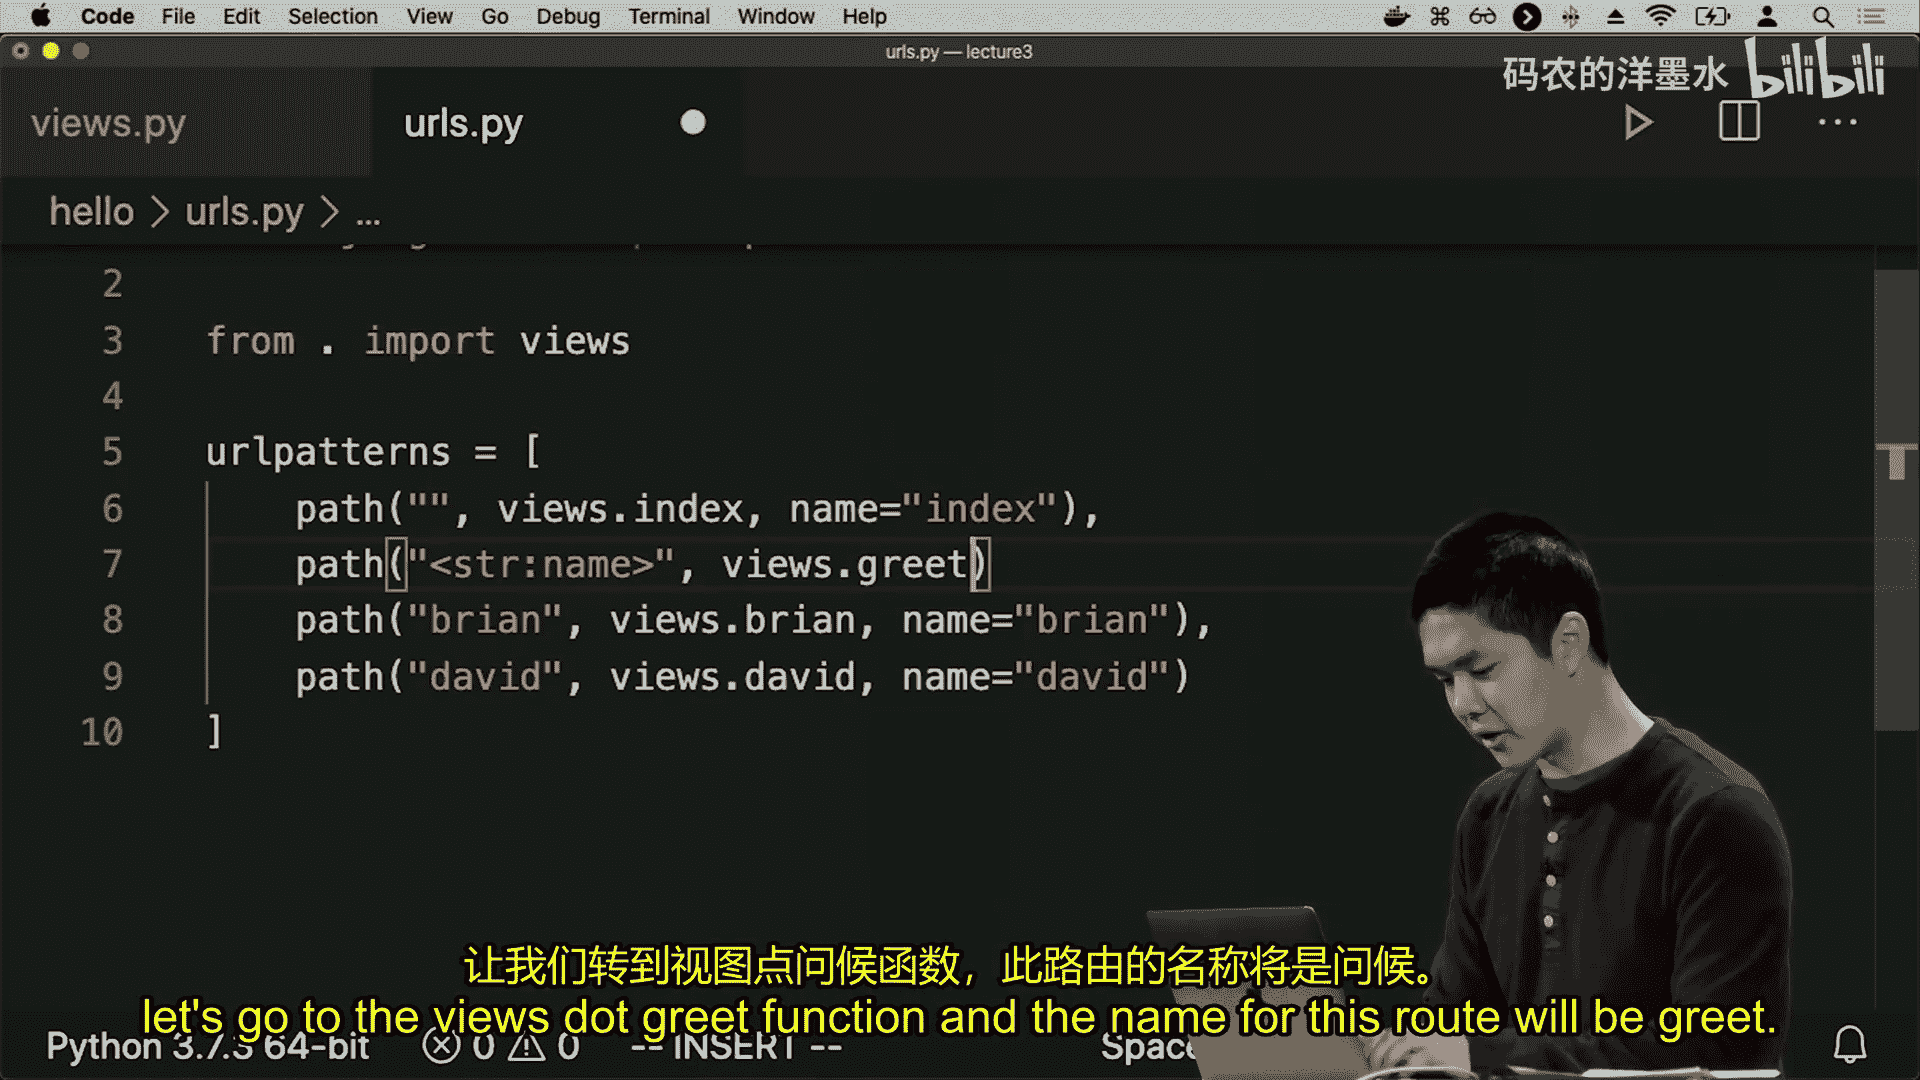 Code File Edit Selection View Go Debug Terminal Window Help
urls.py — lecture3
码农的洋墨水 bilibili
views.py urls.py
hello > urls.py > ...
2
3 from . import views
4
5 urlpatterns = [
6 path("", views.index, name="index"),
7 path("<str:name>", views.greet)
8 path("brian", views.brian, name="brian"),
9 path("david", views.david, name="david")
10 ]
让我们转到视图点问候函数，此路由的名称将是问候。
let's go to the views dot greet function and the name for this route will be greet.
Python 3.7.3 64-bit 0 0 -- INSERT --